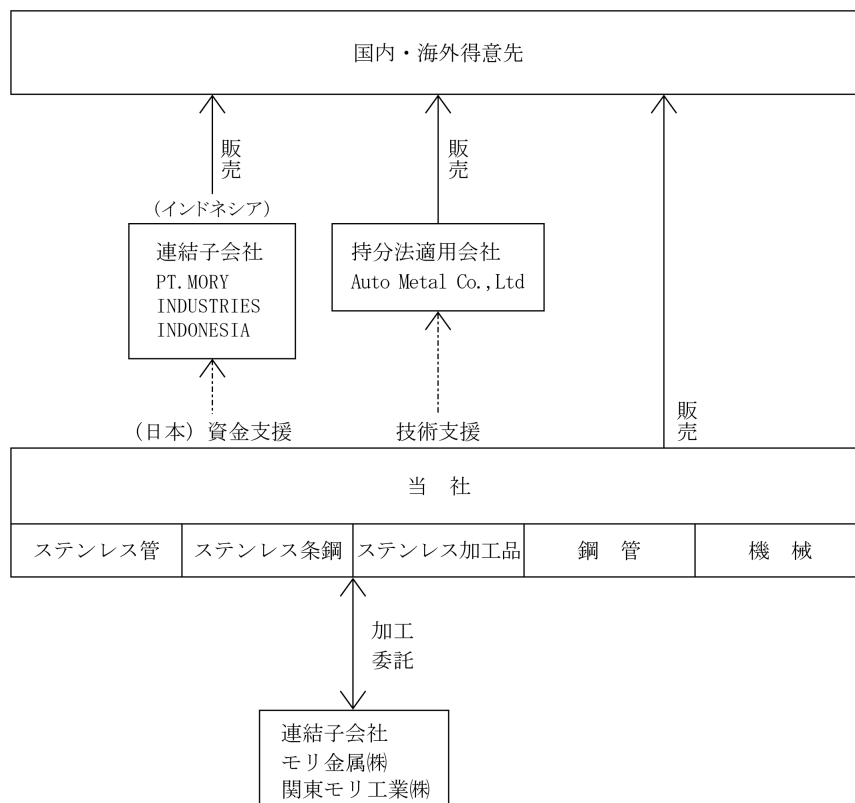 国内・海外得意先
販売
販売
(インドネシア)
連結子会社
PT.MORY
INDUSTRIES
INDONESIA
持分法適用会社
Auto Metal Co.,Ltd
販売
(日本) 資金支援
技術支援
当 社
ステンレス管
ステンレス条鋼
ステンレス加工品
鋼 管
機 械
加工
委託
連結子会社
モリ金属㈱
関東モリ工業㈱